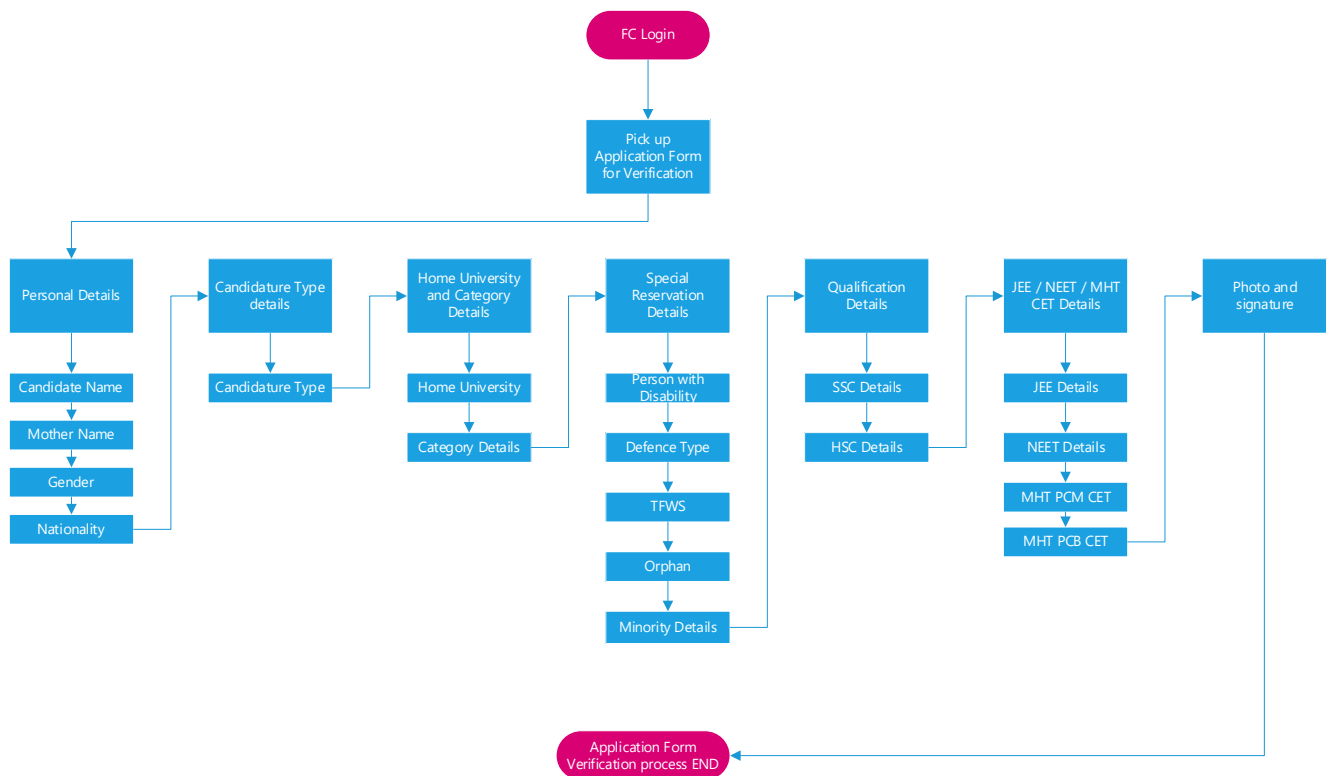 FC Login
Pick up
Application Form
for Verification
Personal Details
Candidate Name
Mother Name
Gender
Nationality
Candidature Type
details
Candidature Type
Home University
and Category
Details
Home University
Category Details
Special
Reservation
Details
Person with
Disability
Defence Type
TFWS
Orphan
Minority Details
Qualification
Details
SSC Details
HSC Details
JEE / NEET / MHT
CET Details
JEE Details
NEET Details
MHT PCM CET
MHT PCB CET
Photo and
signature
Application Form
Verification process END